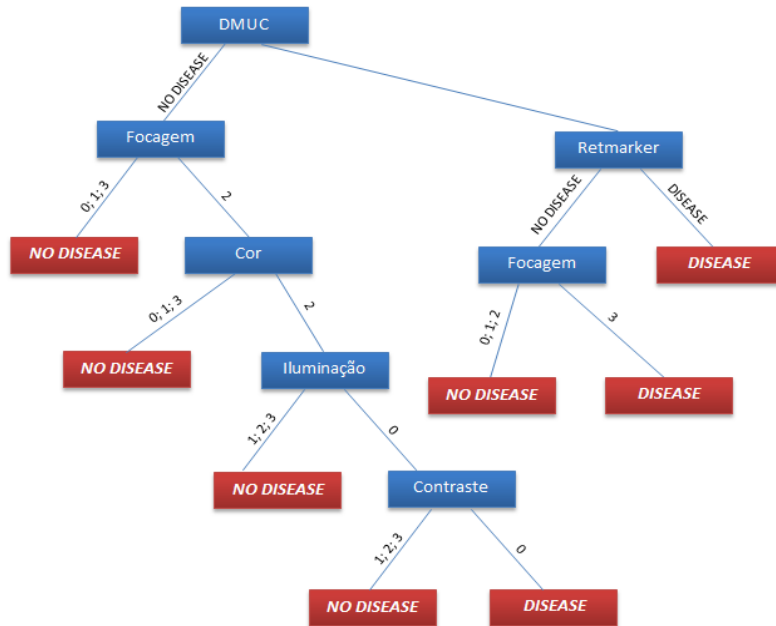 DMUC
NO DISEASE
Focagem
Retmarker
0; 1; 3
2
NO DISEASE
DISEASE
NO DISEASE
Cor
Focagem
DISEASE
0; 1; 3
2
0; 1; 2
3
NO DISEASE
Iluminação
NO DISEASE
DISEASE
1; 2; 3
0
NO DISEASE
Contraste
1; 2; 3
0
NO DISEASE
DISEASE